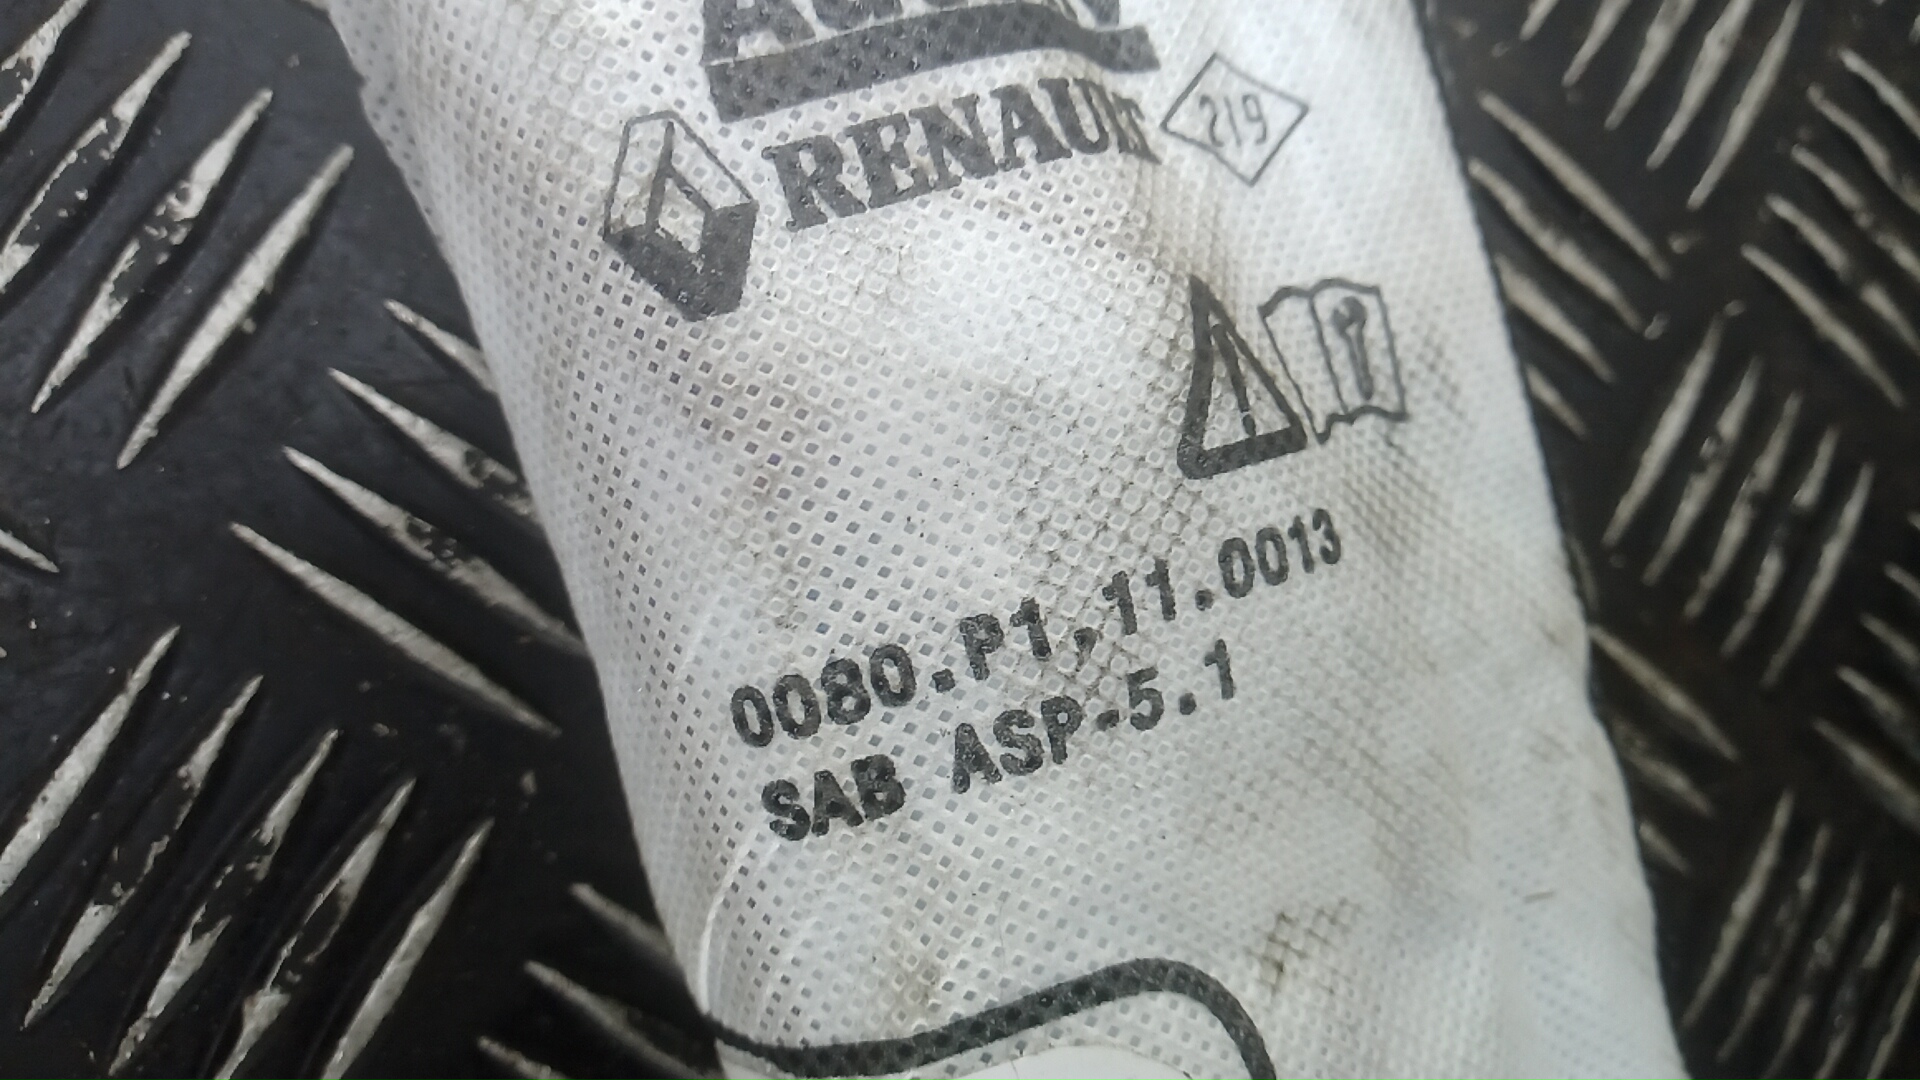 RENAULT
219
0080.P1,11.0013
SAB ASP-5.1